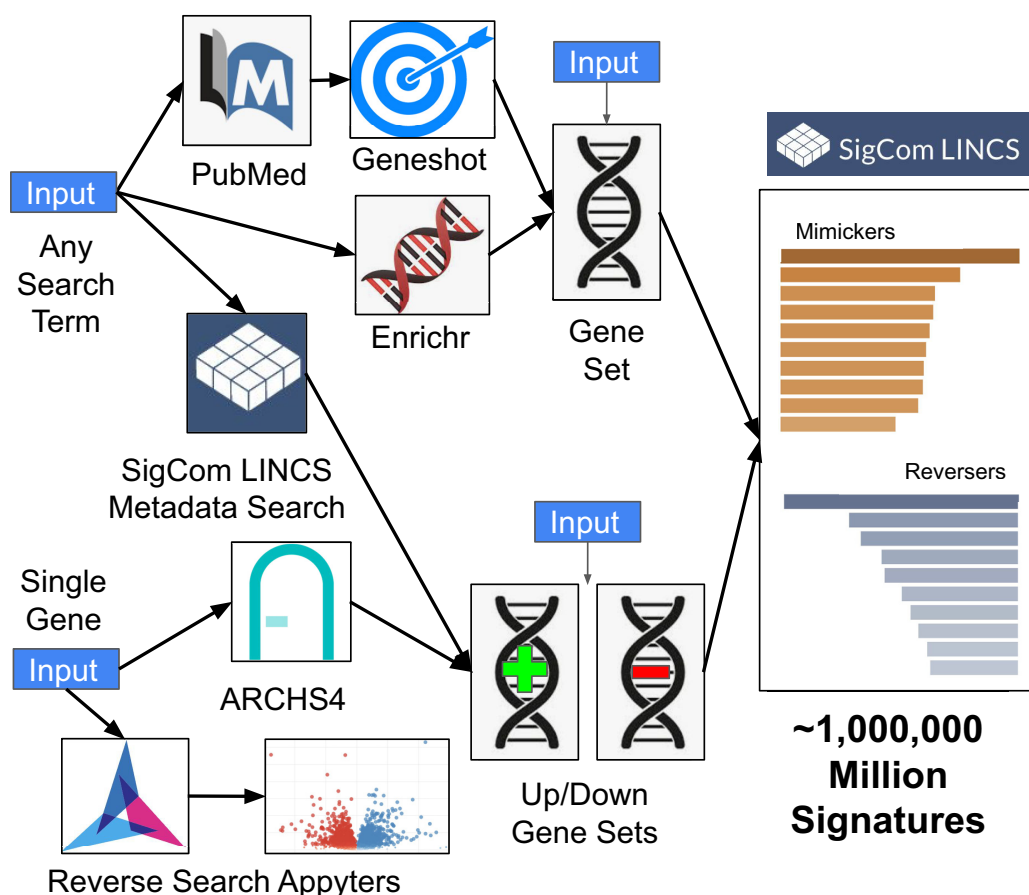 Input
Any
Search
Term
M
PubMed
Geneshot
Enrichr
Input
Gene
Set
SigCom LINCS
Metadata Search
Single
Gene
Input
ARCHS4
Reverse Search Appyters
Input
Up/Down
Gene Sets
SigCom LINCS
Mimickers
Reversers
~1,000,000
Million
Signatures